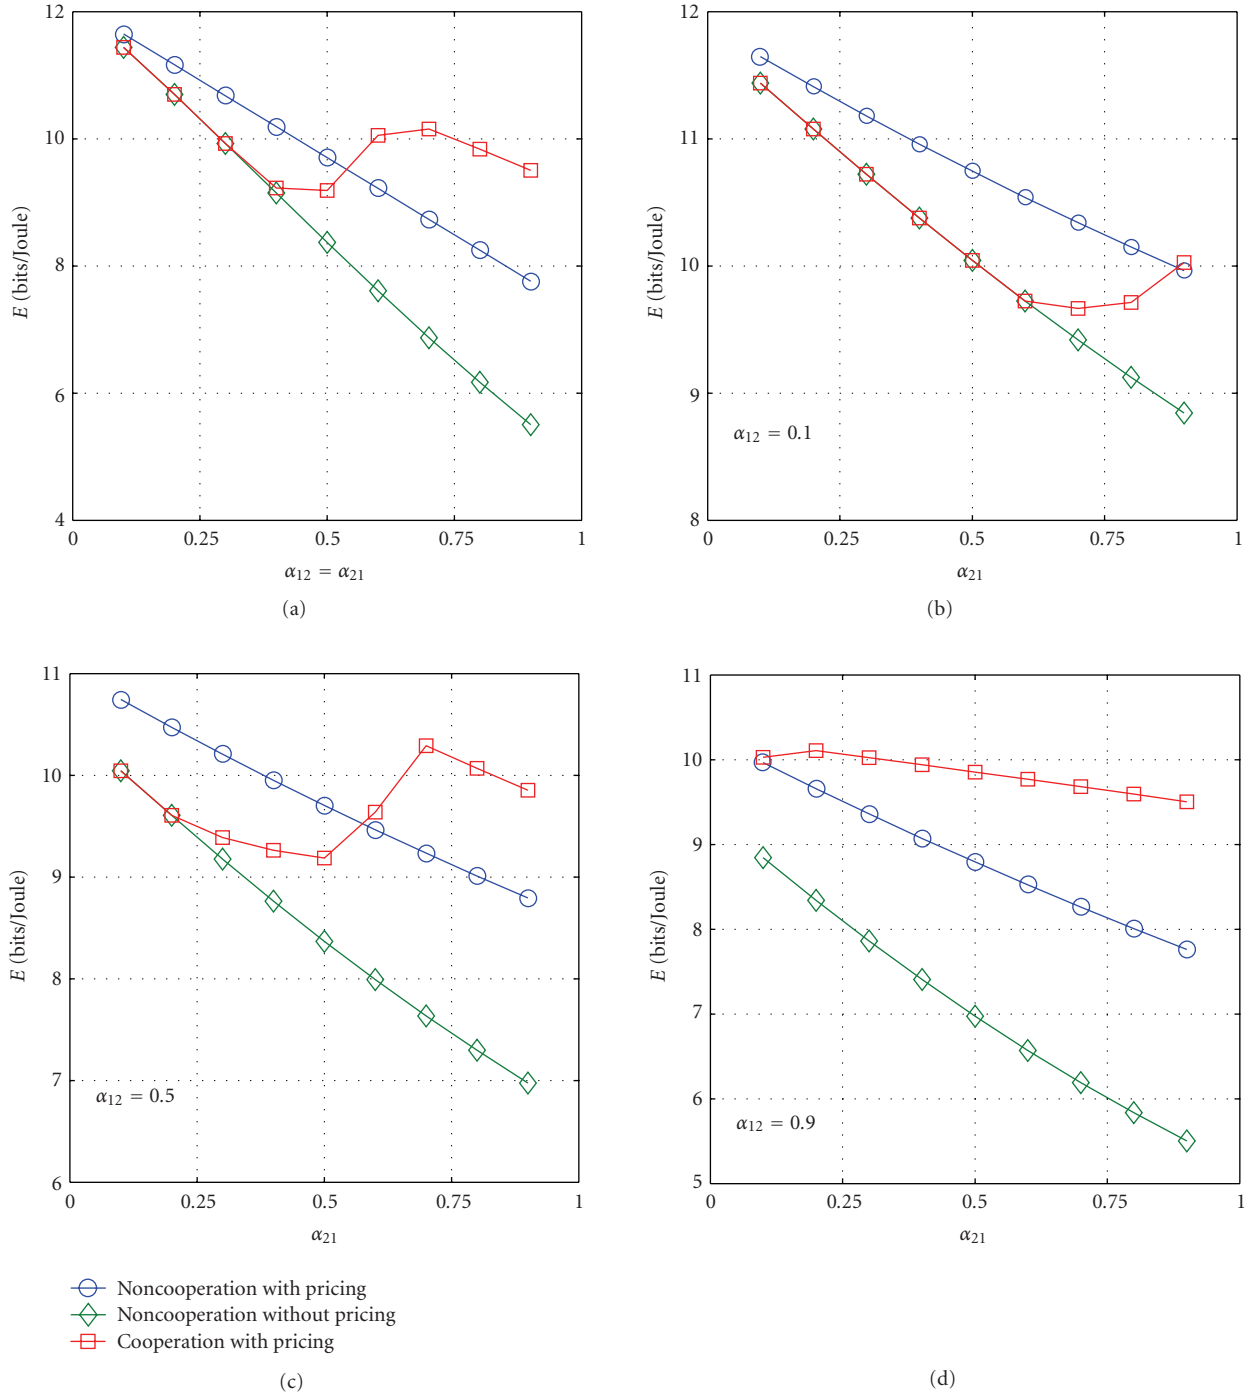 12
10
8
6
4
E (bits/Joule)
0
0.25
0.5
0.75
1
α12 = α21
(a)
12
11
10
9
8
E (bits/Joule)
α12 = 0.1
0
0.25
0.5
0.75
1
α21
(b)
11
10
9
8
7
6
E (bits/Joule)
α12 = 0.5
0
0.25
0.5
0.75
1
α21
Noncooperation with pricing
Noncooperation without pricing
Cooperation with pricing
(c)
11
10
9
8
7
6
5
E (bits/Joule)
α12 = 0.9
0
0.25
0.5
0.75
1
α21
(d)